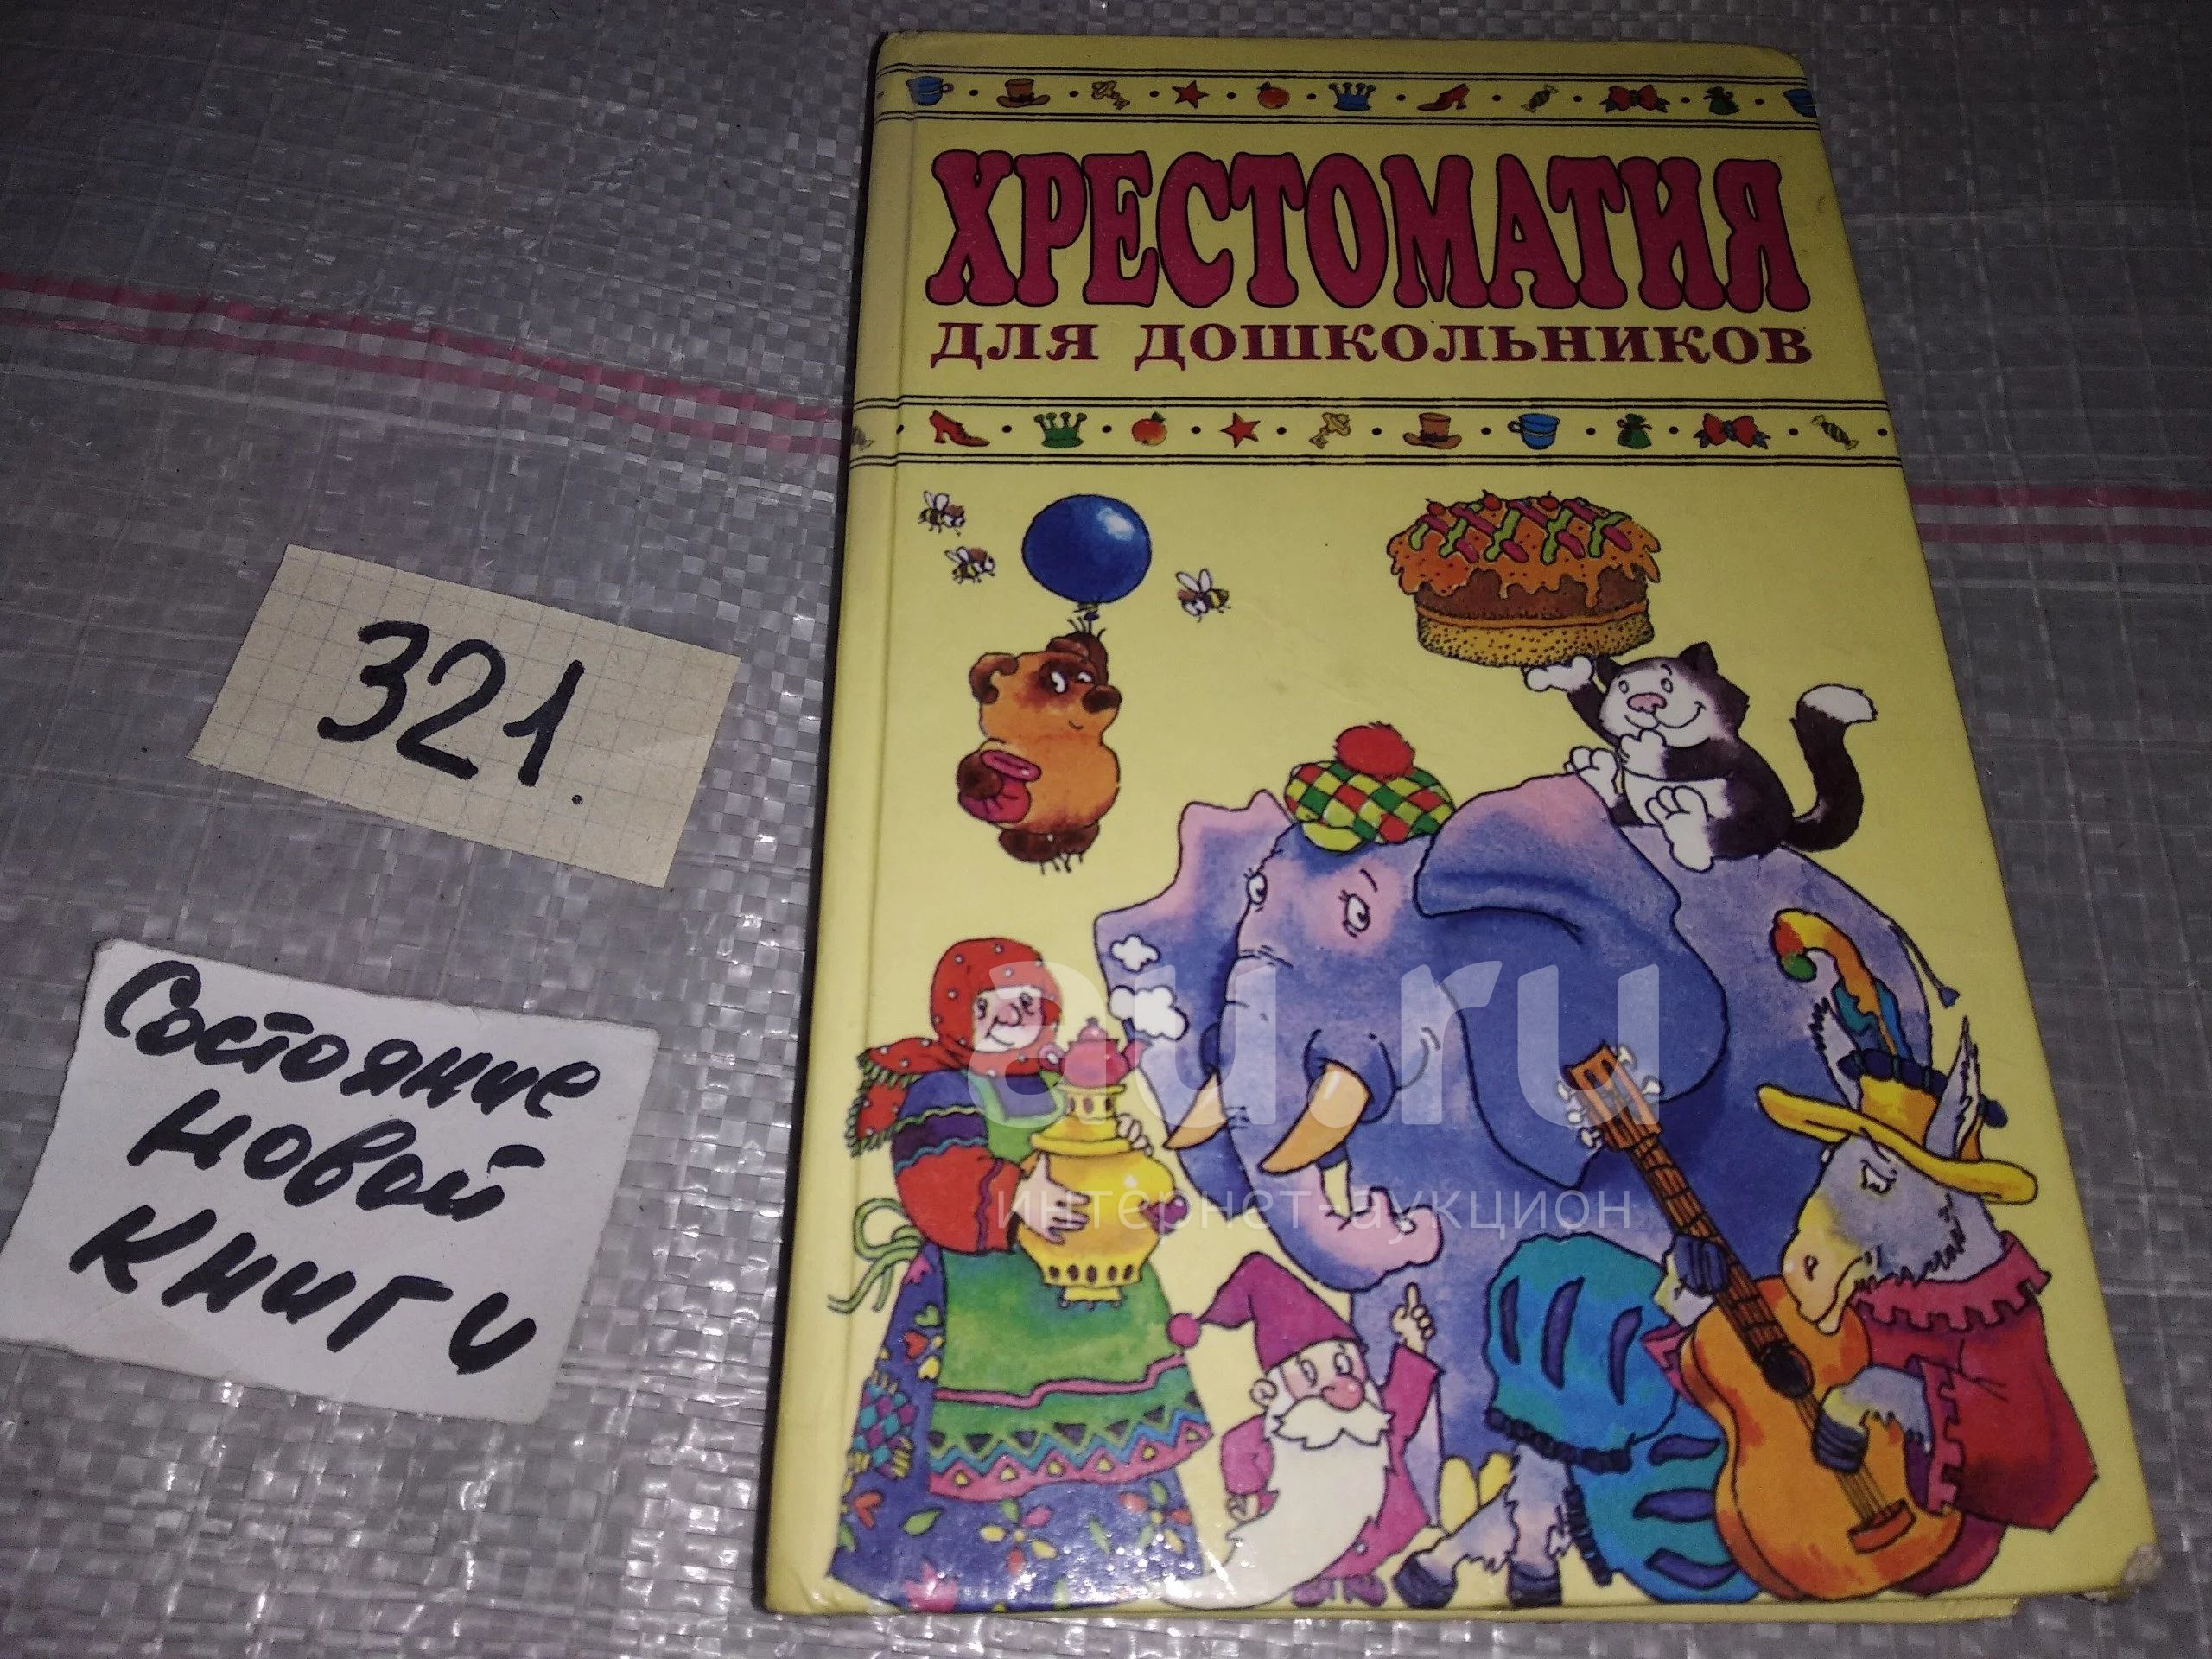 ХРЕСТОМАТИЯ
ДЛЯ ДОШКОЛЬНИКОВ
321.
Состояние
новой
книги
au.ru
интернет-аукцион